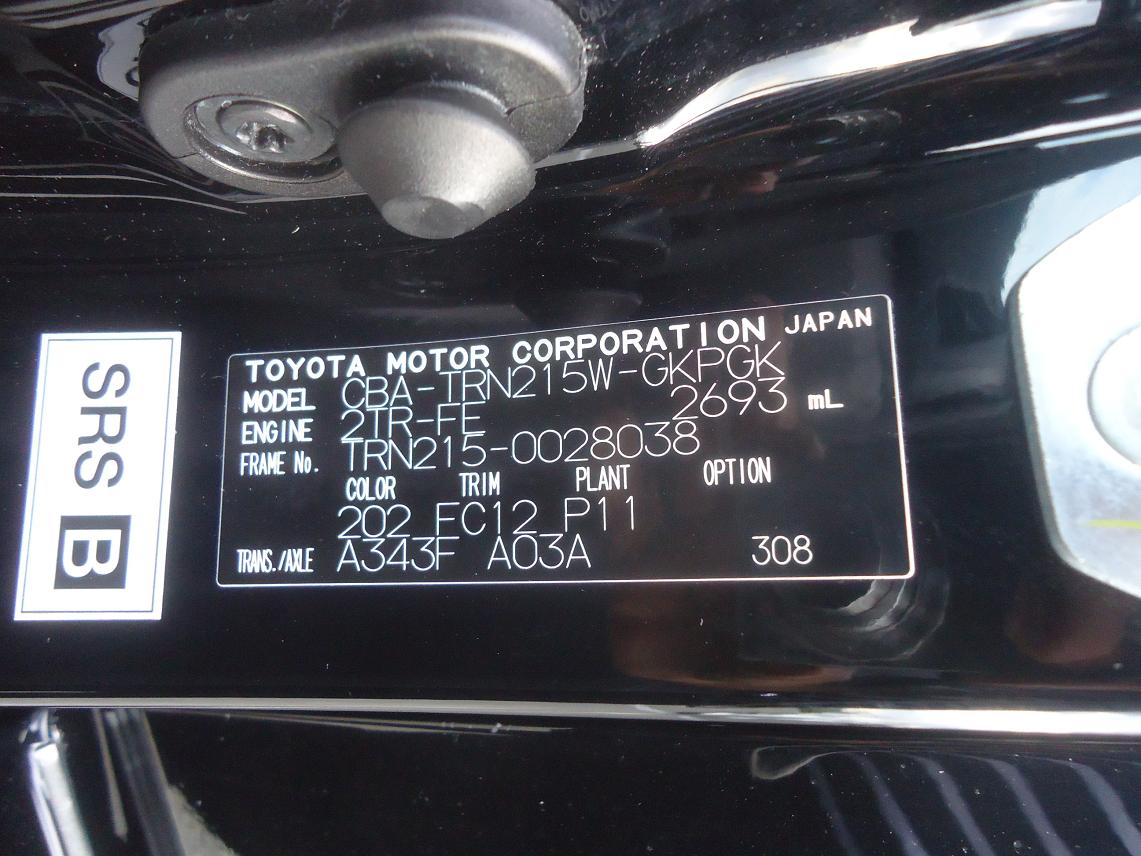 SRS B
TOYOTA MOTOR CORPORATION JAPAN
MODEL CBA-TRN215W-GKPGK
ENGINE 2TR-FE 2693 mL
FRAME No. TRN215-0028038
COLOR TRIM PLANT OPTION
202 FC12 P11
TRANS./AXLE A343F A03A 308